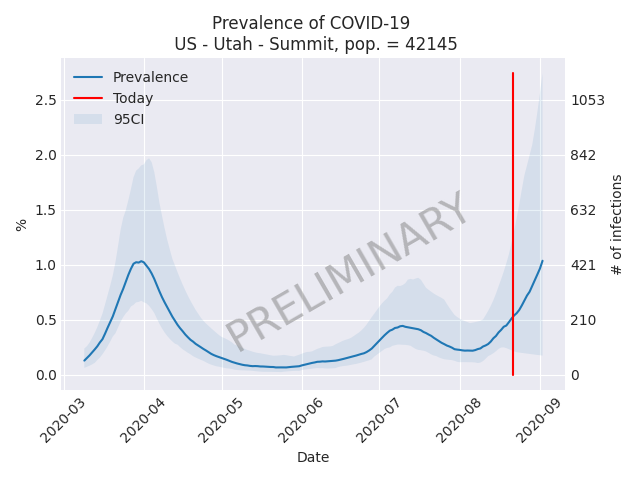 Prevalence of COVID-19
US - Utah - Summit, pop. = 42145
Prevalence
Today
95CI
2.5
2.0
1.5
1.0
0.5
0.0
%
1053
842
632
421
210
0
# of infections
PRELIMINARY
2020-03
2020-04
2020-05
2020-06
2020-07
2020-08
2020-09
Date